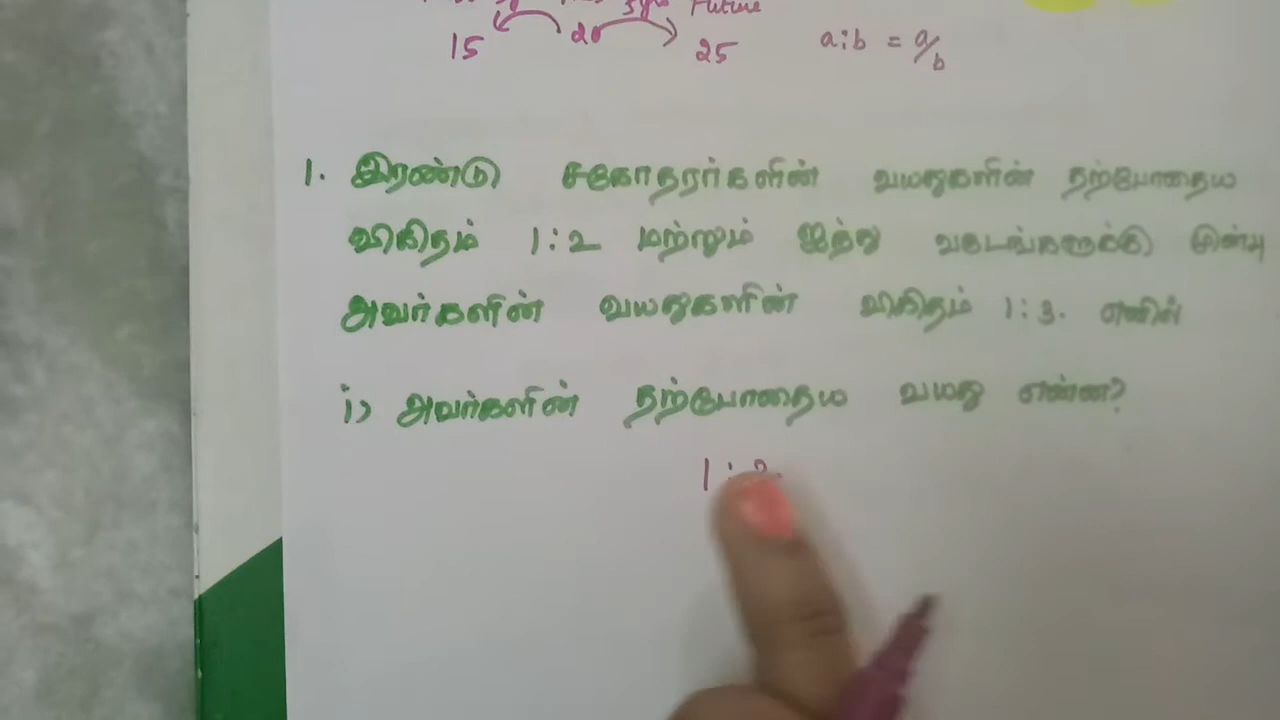 Future
15 20 25 a:b = a/b
1. இரண்டு சகோதரர்களின் வயதுகளின் தற்போதைய
விகிதம் 1:2 மற்றும் ஐந்து வருடங்களுக்கு முன்பு
அவர்களின் வயதுகளின் விகிதம் 1:3. எனில்
i) அவர்களின் தற்போதைய வயது என்ன?
1:2